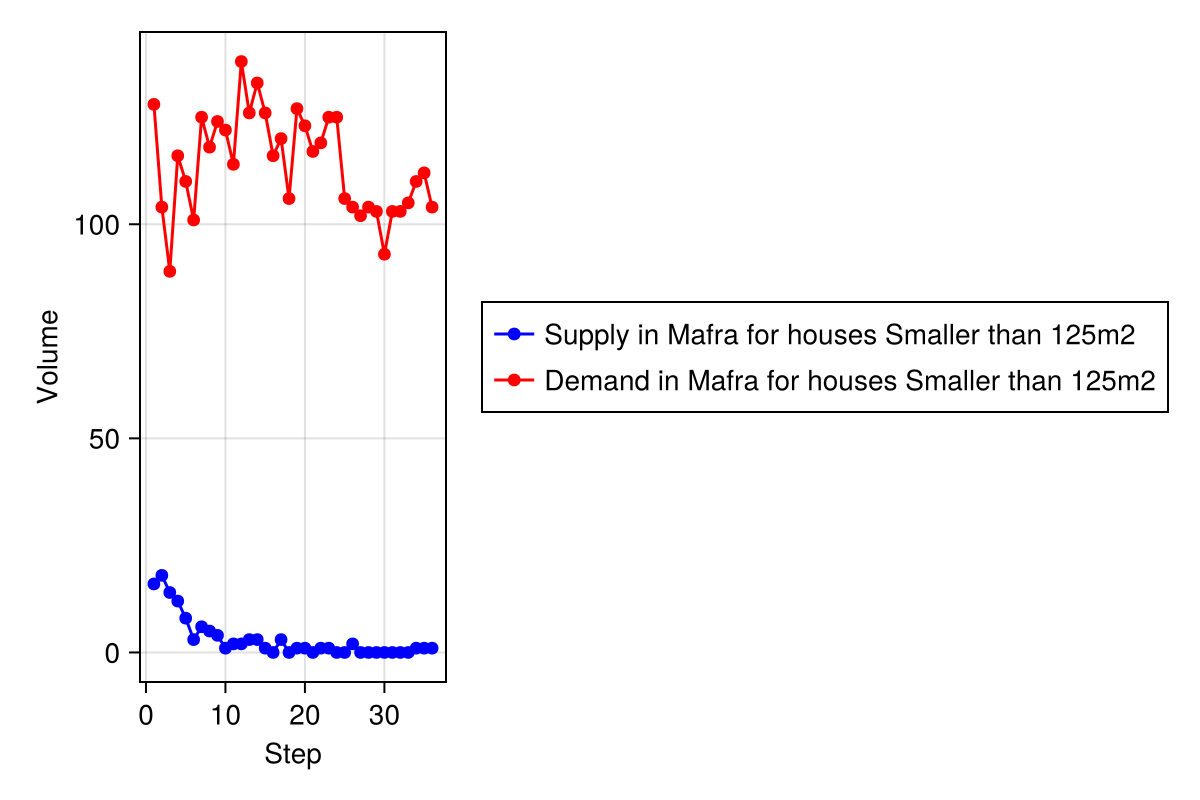 100
50
0
Volume
0 10 20 30
Step
Supply in Mafra for houses Smaller than 125m2
Demand in Mafra for houses Smaller than 125m2